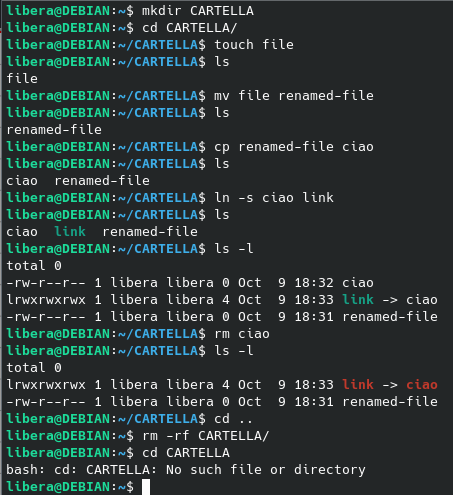 libera@DEBIAN:~$ mkdir CARTELLA
libera@DEBIAN:~$ cd CARTELLA/
libera@DEBIAN:~/CARTELLA$ touch file
libera@DEBIAN:~/CARTELLA$ ls
file
libera@DEBIAN:~/CARTELLA$ mv file renamed-file
libera@DEBIAN:~/CARTELLA$ ls
renamed-file
libera@DEBIAN:~/CARTELLA$ cp renamed-file ciao
libera@DEBIAN:~/CARTELLA$ ls
ciao  renamed-file
libera@DEBIAN:~/CARTELLA$ ln -s ciao link
libera@DEBIAN:~/CARTELLA$ ls
ciao  link  renamed-file
libera@DEBIAN:~/CARTELLA$ ls -l
total 0
-rw-r--r-- 1 libera libera 0 Oct  9 18:32 ciao
lrwxrwxrwx 1 libera libera 4 Oct  9 18:33 link -> ciao
-rw-r--r-- 1 libera libera 0 Oct  9 18:31 renamed-file
libera@DEBIAN:~/CARTELLA$ rm ciao
libera@DEBIAN:~/CARTELLA$ ls -l
total 0
lrwxrwxrwx 1 libera libera 4 Oct  9 18:33 link -> ciao
-rw-r--r-- 1 libera libera 0 Oct  9 18:31 renamed-file
libera@DEBIAN:~/CARTELLA$ cd ..
libera@DEBIAN:~$ rm -rf CARTELLA/
libera@DEBIAN:~$ cd CARTELLA
bash: cd: CARTELLA: No such file or directory
libera@DEBIAN:~$